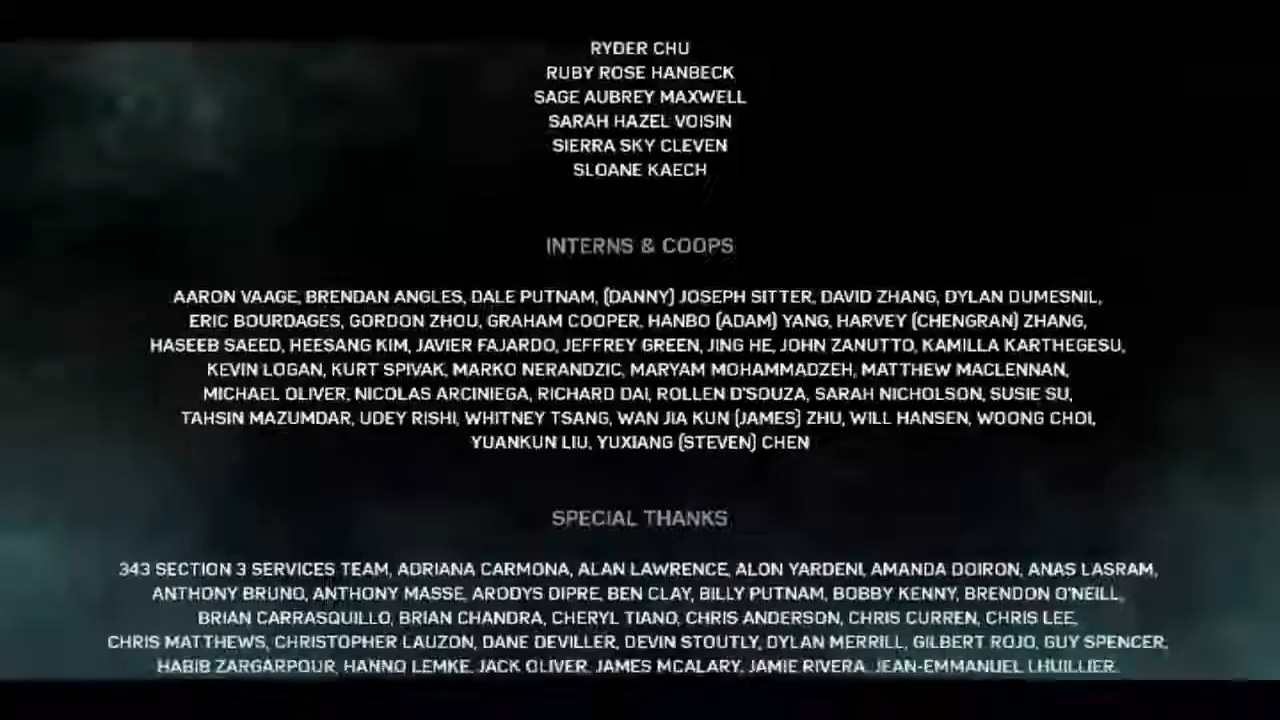 RYDER CHU
RUBY ROSE HANBECK
SAGE AUBREY MAXWELL
SARAH HAZEL VOISIN
SIERRA SKY CLEVEN
SLOANE KAECH
INTERNS & COOPS
AARON VAAGE, BRENDAN ANGLES, DALE PUTNAM, (DANNY) JOSEPH SITTER, DAVID ZHANG, DYLAN DUMESNIL,
ERIC BOURDAGES, GORDON ZHOU, GRAHAM COOPER, HANBO (ADAM) YANG, HARVEY (CHENGRAN) ZHANG,
HASEEB SAEED, HEESANG KIM, JAVIER FAJARDO, JEFFREY GREEN, JING HE, JOHN ZANUTTO, KAMILLA KARTHEGESU,
KEVIN LOGAN, KURT SPIVAK, MARKO NERANDZIC, MARYAM MOHAMMADZEH, MATTHEW MACLENNAN,
MICHAEL OLIVER, NICOLAS ARCINIEGA, RICHARD DAI, ROLLEN D'SOUZA, SARAH NICHOLSON, SUSIE SU,
TAHSIN MAZUMDAR, UDEY RISHI, WHITNEY TSANG, WAN JIA KUN (JAMES) ZHU, WILL HANSEN, WOONG CHOI,
YUANKUN LIU, YUXIANG (STEVEN) CHEN
SPECIAL THANKS
343 SECTION 3 SERVICES TEAM, ADRIANA CARMONA, ALAN LAWRENCE, ALON YARDENI, AMANDA DOIRON, ANAS LASRAM,
ANTHONY BRUNO, ANTHONY MASSE, ARODYS DIPRE, BEN CLAY, BILLY PUTNAM, BOBBY KENNY, BRENDON O'NEILL,
BRIAN CARRASQUILLO, BRIAN CHANDRA, CHERYL TIANO, CHRIS ANDERSON, CHRIS CURREN, CHRIS LEE,
CHRIS MATTHEWS, CHRISTOPHER LAUZON, DANE DEVILLER, DEVIN STOUTLY, DYLAN MERRILL, GILBERT ROJO, GUY SPENCER,
HABIB ZARGARPOUR, HANNO LEMKE, JACK OLIVER, JAMES MCALARY, JAMIE RIVERA, JEAN-EMMANUEL LHUILLIER,